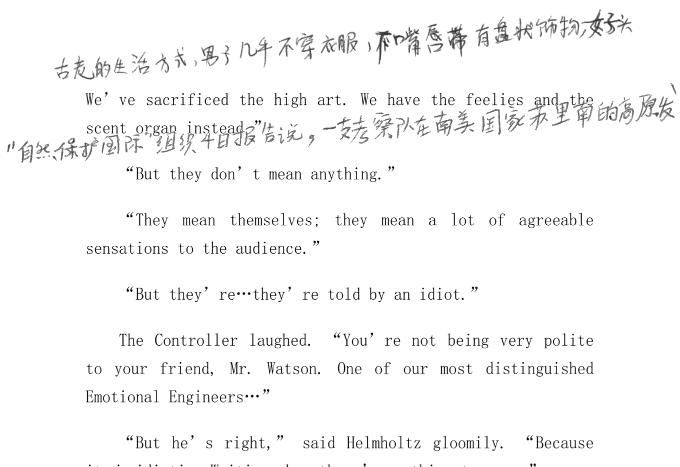 古老的生活方式,男子几乎不穿衣服,下嘴唇带有盘状饰物,女子头
We’ve sacrificed the high art. We have the feelies and the
scent organ instead.”
“自然保护国际”组织4日报告说,一支考察队在南美国家苏里南的高原发
“But they don’t mean anything.”
“They mean themselves; they mean a lot of agreeable
sensations to the audience.”
“But they’re…they’re told by an idiot.”
The Controller laughed. “You’re not being very polite
to your friend, Mr. Watson. One of our most distinguished
Emotional Engineers…”
“But he’s right,” said Helmholtz gloomily. “Because